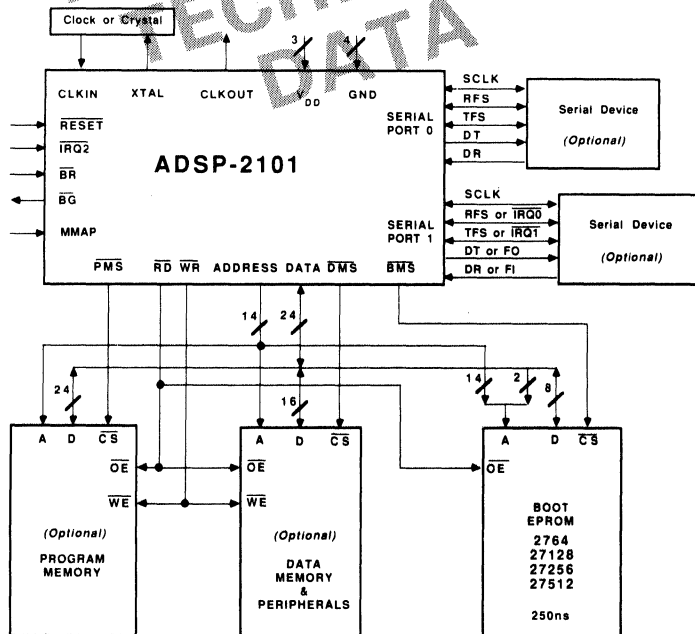 TECHNI
DATA
Clock or Crystal
3
4
CLKIN XTAL CLKOUT VDD GND
SERIAL
PORT 0
SCLK
RFS
TFS
DT
DR
Serial Device
(Optional)
RESET
IRQ2
BR
BG
MMAP
ADSP-2101
SERIAL
PORT 1
SCLK
RFS or IRQ0
TFS or IRQ1
DT or FO
DR or FI
Serial Device
(Optional)
PMS RD WR ADDRESS DATA DMS BMS
14
24
24
16
14
2
8
A D CS
OE
WE
(Optional)
PROGRAM
MEMORY
A D CS
OE
WE
(Optional)
DATA
MEMORY
&
PERIPHERALS
A D CS
OE
BOOT
EPROM
2764
27128
27256
27512
250ns